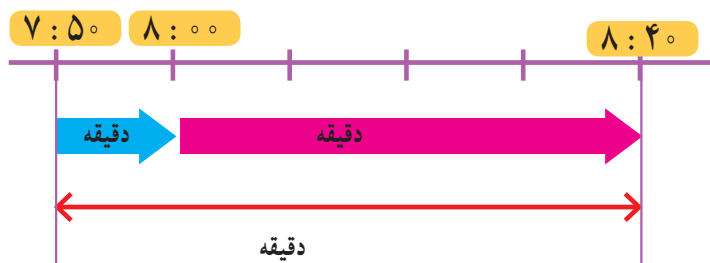 ۷ : ۵۰
۸ : ۰۰
۸ : ۴۰
دقیقه
دقیقه
دقیقه